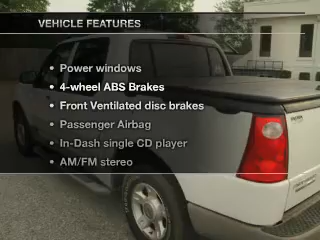 VEHICLE FEATURES
• Power windows
• 4-wheel ABS Brakes
• Front Ventilated disc brakes
• Passenger Airbag
• In-Dash single CD player
• AM/FM stereo